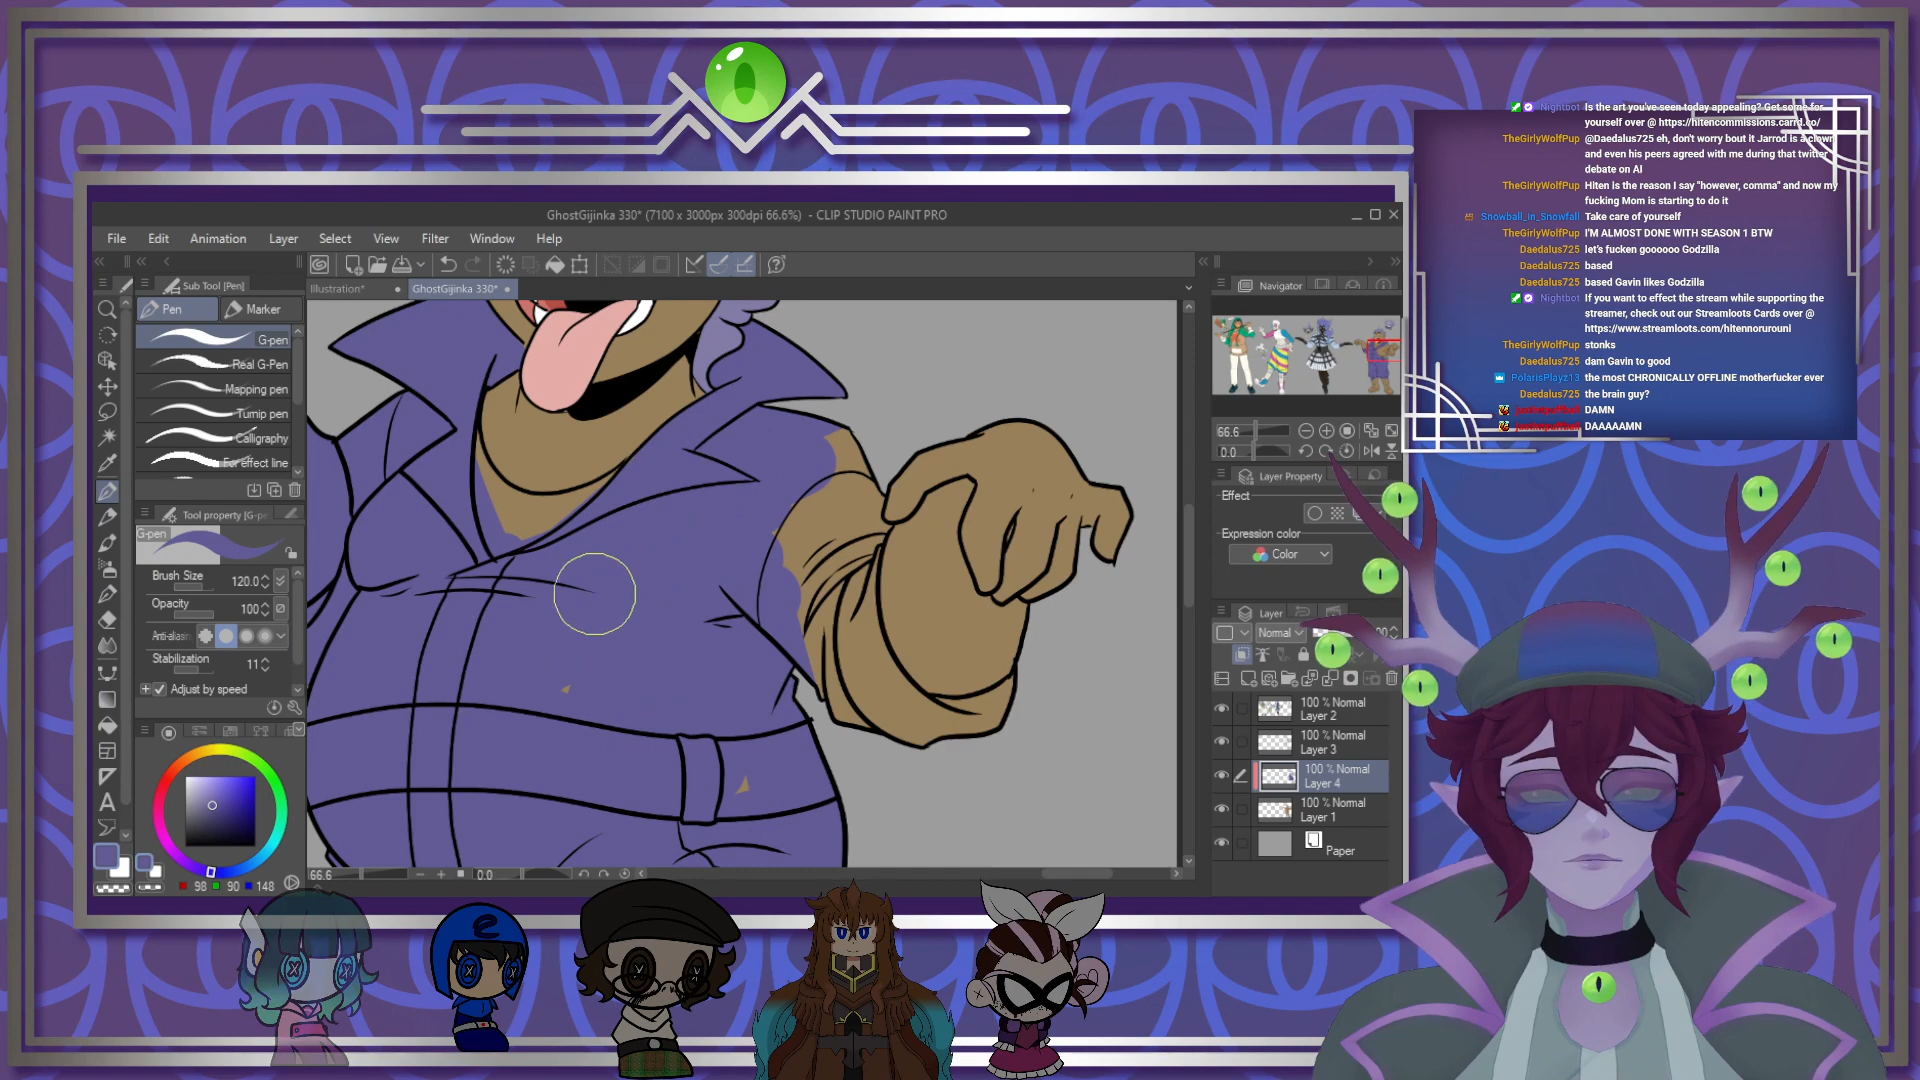 GhostGijinka 330* (7100 x 3000px 300dpi 66.6%) - CLIP STUDIO PAINT PRO
File Edit Animation Layer Select View Filter Window Help
Sub Tool [Pen]
Illustration* GhostGijinka 330*
Pen Marker
G-pen
Real G-Pen
Mapping pen
Turnip pen
Calligraphy
For effect line
Tool property [G-pe
G-pen
Brush Size 120.0
Opacity 100
Anti-aliasin
Stabilization 11
Adjust by speed
98 90 148
66.6 0.0
Navigator
66.6
0.0
Layer Property
Effect
Expression color
Color
Layer
Normal
100 % Normal
Layer 2
100 % Normal
Layer 3
100 % Normal
Layer 4
100 % Normal
Layer 1
Paper
Nightbot Is the art you've seen today appealing? Get some for
yourself over @ https://hitencommissions.carrd.co/
TheGirlyWolfPup @Daedalus725 eh, don't worry bout it Jarrod is a clown
and even his peers agreed with me during that twitter
debate on AI
TheGirlyWolfPup Hiten is the reason I say "however, comma" and now my
fucking Mom is starting to do it
Snowball_In_Snowfall Take care of yourself
TheGirlyWolfPup I'M ALMOST DONE WITH SEASON 1 BTW
Daedalus725 let's fucken goooooo Godzilla
Daedalus725 based
Daedalus725 based Gavin likes Godzilla
Nightbot If you want to effect the stream while supporting the
streamer, check out our Streamloots Cards over @
https://www.streamloots.com/hitennorurouni
TheGirlyWolfPup stonks
Daedalus725 dam Gavin to good
PolarisPlayz13 the most CHRONICALLY OFFLINE motherfucker ever
Daedalus725 the brain guy?
DAMN
DAAAAAMN